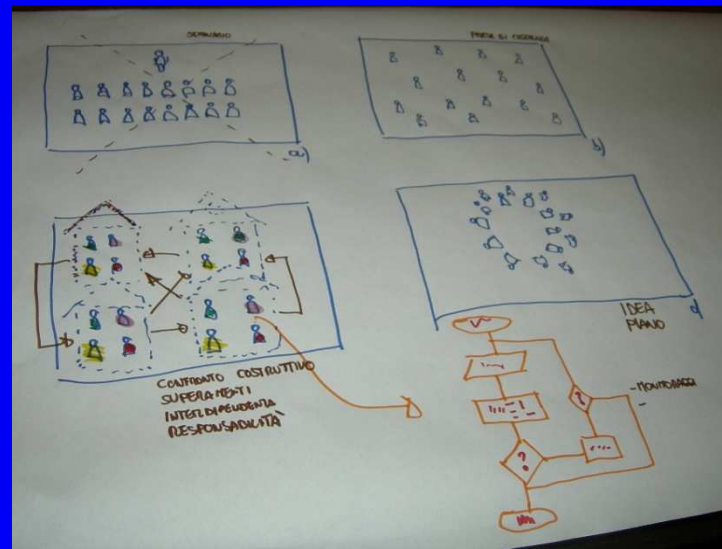 SEMINARIO
PRESA DI COSCIENZA
a)
b)
d
IDEA
PIANO
CONFRONTO COSTRUTTIVO
SUPERAMENTI
INTERDIPENDENZA
RESPONSABILITÀ
- MONITORAGGI
-
?
?